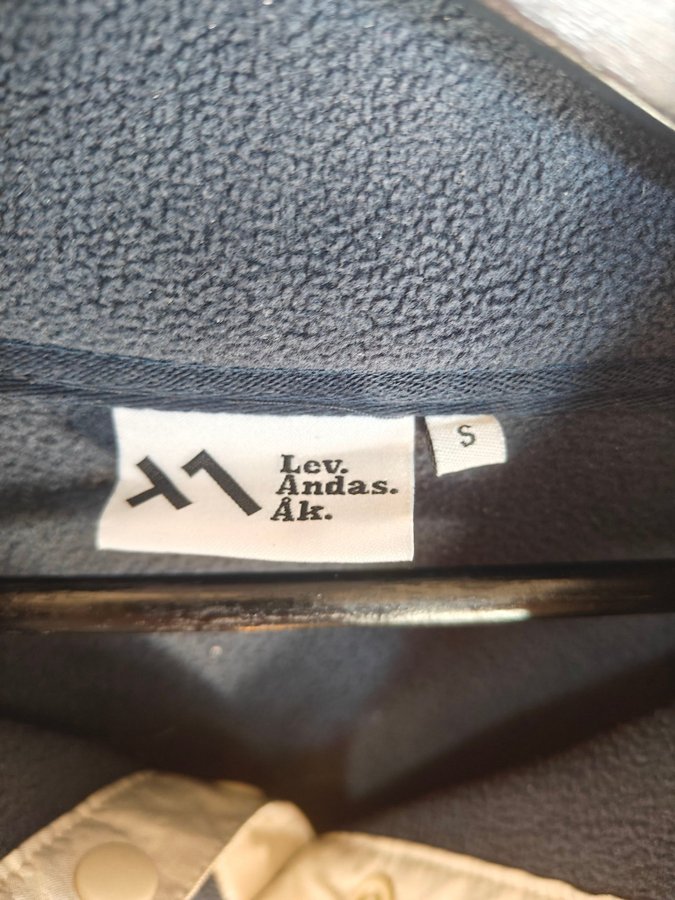 Lev.
Andas.
Åk.
S